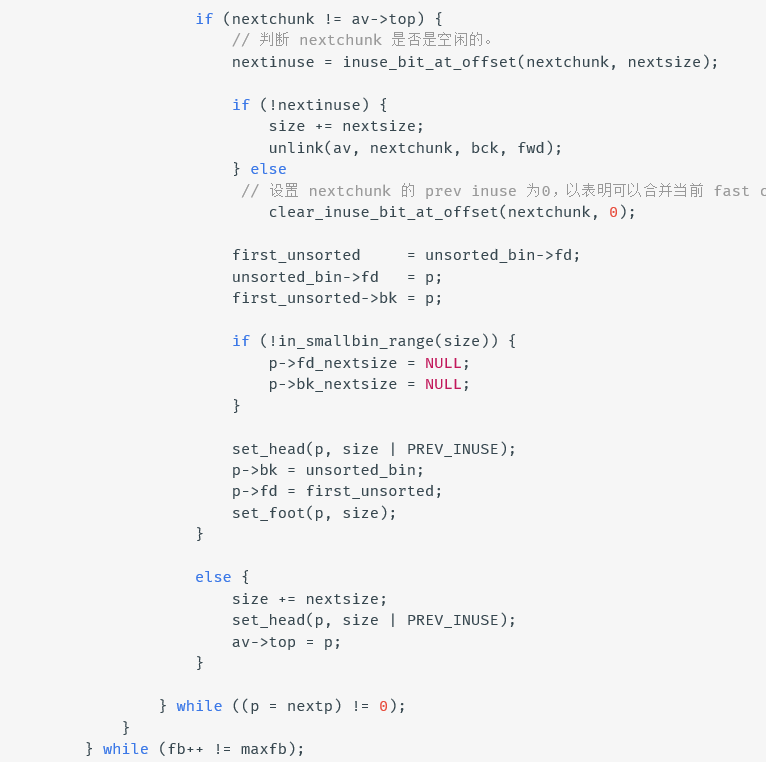 if (nextchunk != av->top) {
// 判断 nextchunk 是否是空闲的。
nextinuse = inuse_bit_at_offset(nextchunk, nextsize);
if (!nextinuse) {
size += nextsize;
unlink(av, nextchunk, bck, fwd);
} else
// 设置 nextchunk 的 prev inuse 为0，以表明可以合并当前 fast
clear_inuse_bit_at_offset(nextchunk, 0);
first_unsorted     = unsorted_bin->fd;
unsorted_bin->fd   = p;
first_unsorted->bk = p;
if (!in_smallbin_range(size)) {
p->fd_nextsize = NULL;
p->bk_nextsize = NULL;
}
set_head(p, size | PREV_INUSE);
p->bk = unsorted_bin;
p->fd = first_unsorted;
set_foot(p, size);
}
else {
size += nextsize;
set_head(p, size | PREV_INUSE);
av->top = p;
}
} while ((p = nextp) != 0);
}
} while (fb++ != maxfb);